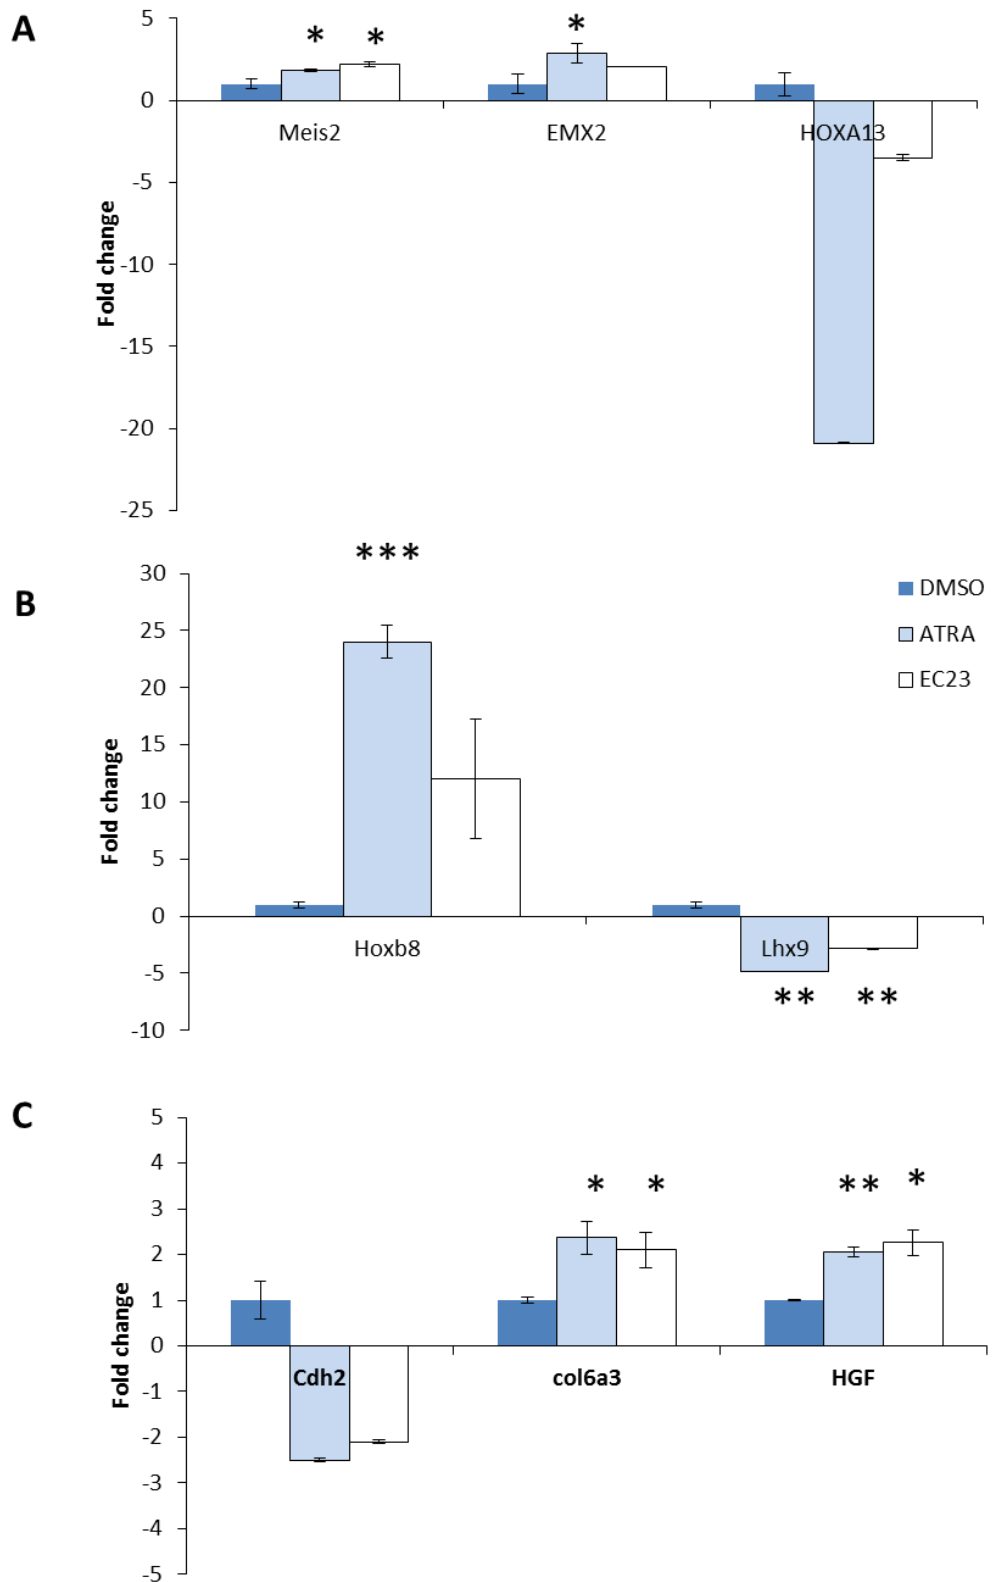 A
Fold change
5
0
-5
-10
-15
-20
-25
* * *
Meis2 EMX2 HOXA13
B
Fold change
30
25
20
15
10
5
0
-5
-10
***
Hoxb8 Lhx9
** **
DMSO
ATRA
EC23
C
Fold change
5
4
3
2
1
0
-1
-2
-3
-4
-5
* * ** *
Cdh2 col6a3 HGF